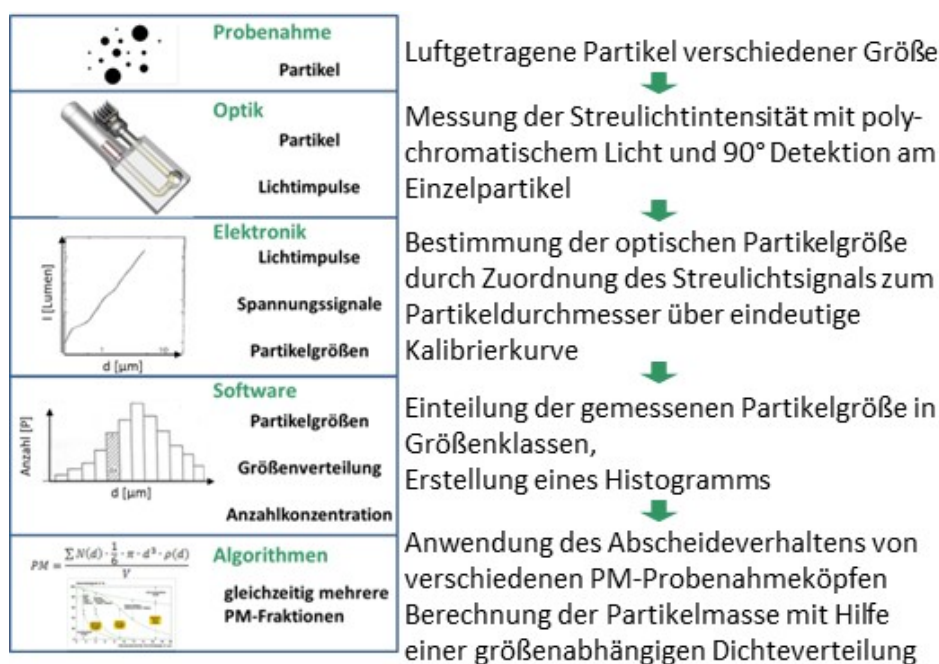 Probenahme
Partikel
Luftgetragene Partikel verschiedener Größe
Optik
Partikel
Lichtimpulse
Messung der Streulichtintensität mit poly-
chromatischem Licht und 90° Detektion am
Einzelpartikel
Elektronik
Lichtimpulse
Spannungssignale
Partikelgrößen
I [Lumen]
1
10
d [µm]
Bestimmung der optischen Partikelgröße
durch Zuordnung des Streulichtsignals zum
Partikeldurchmesser über eindeutige
Kalibrierkurve
Software
Partikelgrößen
Größenverteilung
Anzahlkonzentration
Anzahl [P]
d [µm]
Einteilung der gemessenen Partikelgröße in
Größenklassen,
Erstellung eines Histogramms
Algorithmen
gleichzeitig mehrere
PM-Fraktionen
PM = ∑ N(d) · 1/6 · π · d³ · ρ(d) / V
Anwendung des Abscheideverhaltens von
verschiedenen PM-Probenahmeköpfen
Berechnung der Partikelmasse mit Hilfe
einer größenabhängigen Dichteverteilung